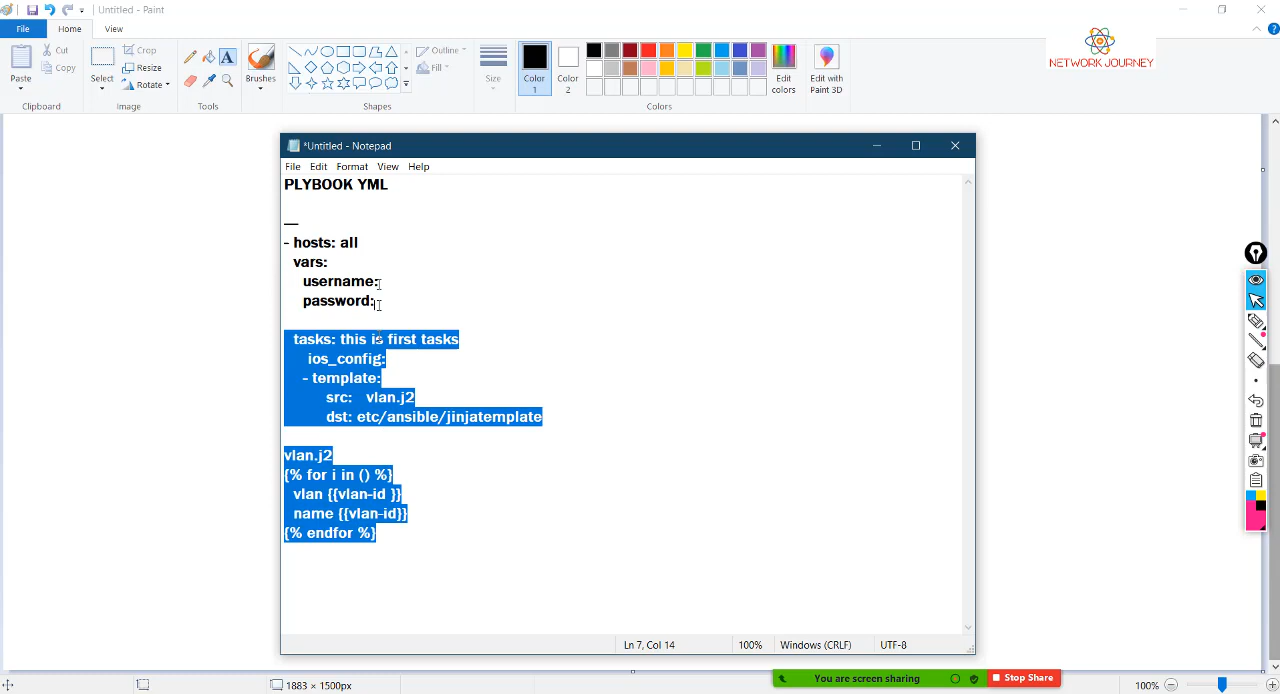 Untitled - Paint
File
Home
View
Paste
Cut
Copy
Clipboard
Select
Crop
Resize
Rotate
Image
A
Tools
Brushes
Outline
Fill
Shapes
Size
Color
1
Color
2
Edit
colors
Edit with
Paint 3D
Colors
NETWORK JOURNEY
*Untitled - Notepad
File Edit Format View Help
PLYBOOK YML
---
- hosts: all
vars:
username:
password:
tasks: this is first tasks
ios_config:
- template:
src: vlan.j2
dst: etc/ansible/jinjatemplate
vlan.j2
{% for i in () %}
vlan {{vlan-id }}
name {{vlan-id}}
{% endfor %}
Ln 7, Col 14
100%
Windows (CRLF)
UTF-8
You are screen sharing
Stop Share
1883 × 1500px
100%